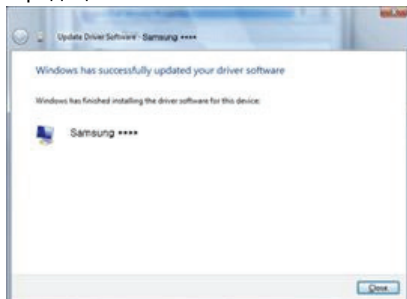 Update Driver Software - Samsung ****
Windows has successfully updated your driver software
Windows has finished installing the driver software for this device:
Samsung ****
Close